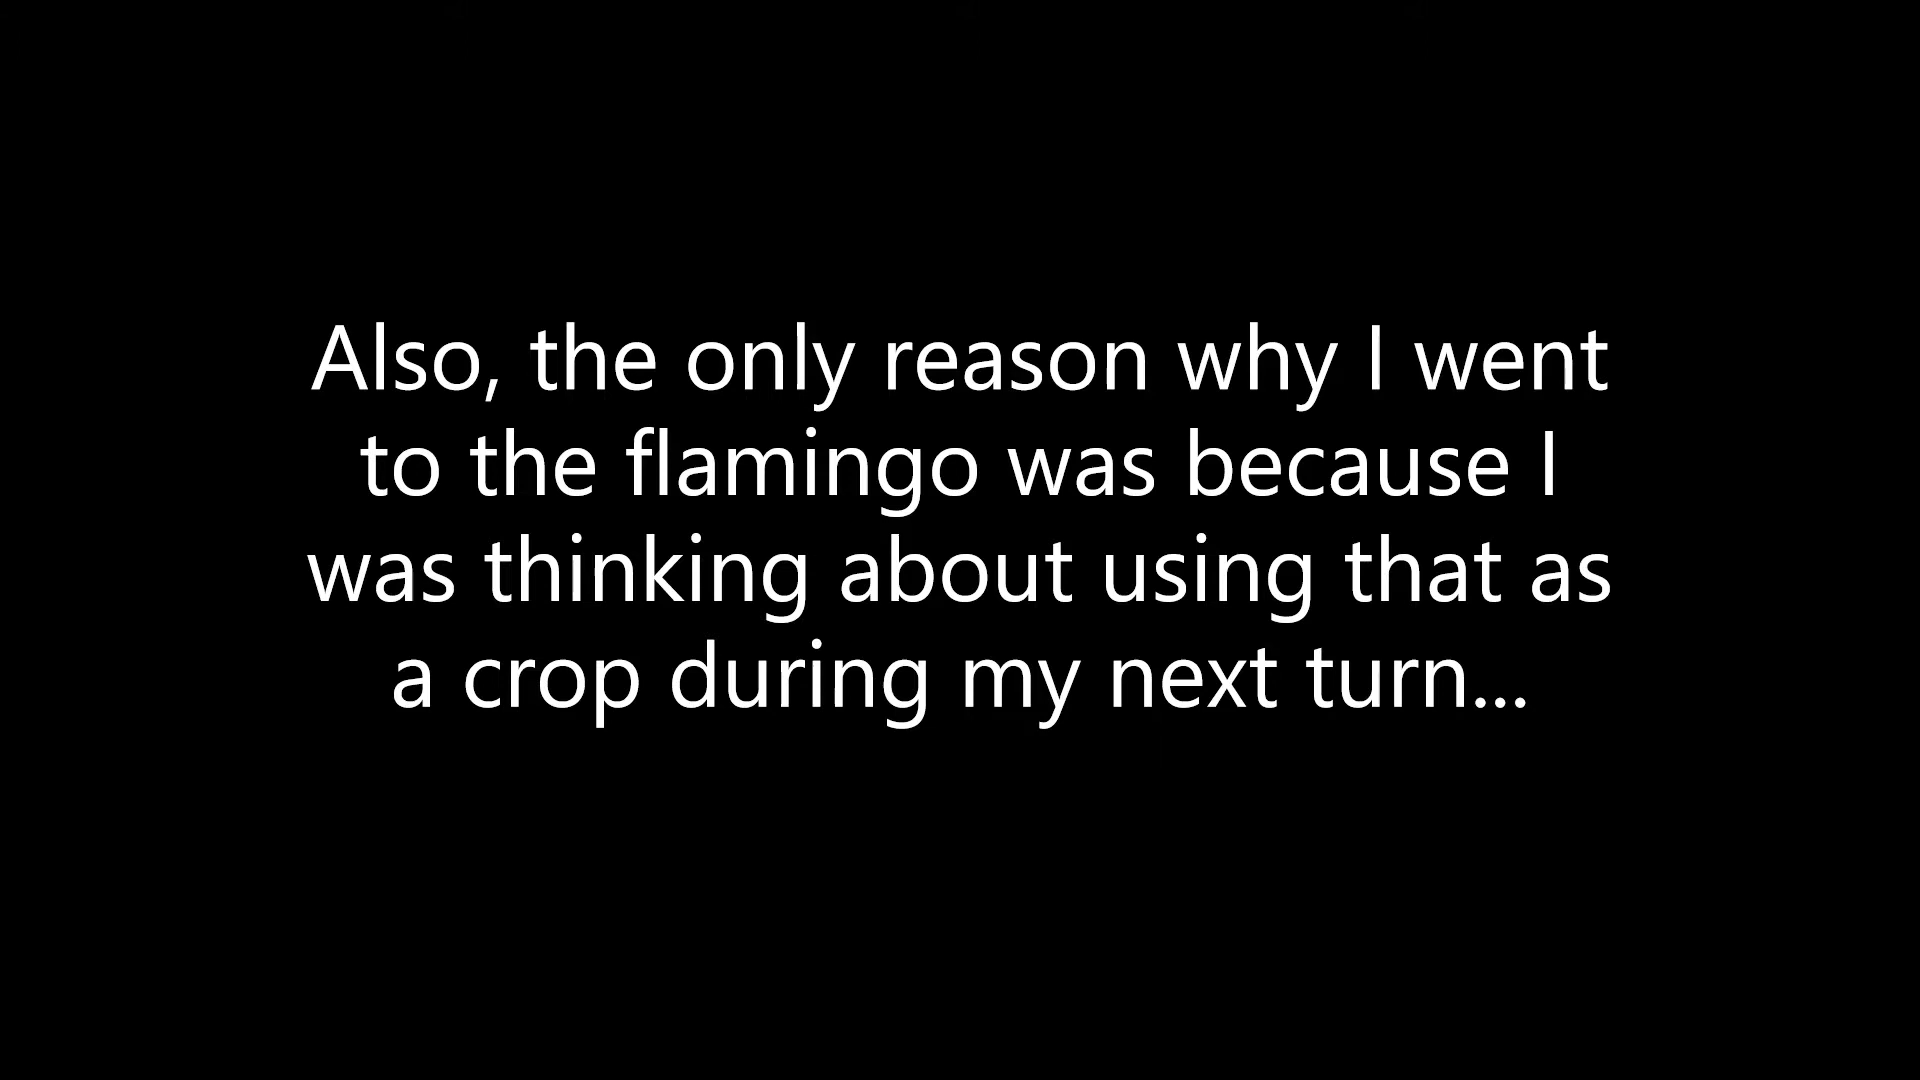 Also, the only reason why I went
to the flamingo was because I
was thinking about using that as
a crop during my next turn...